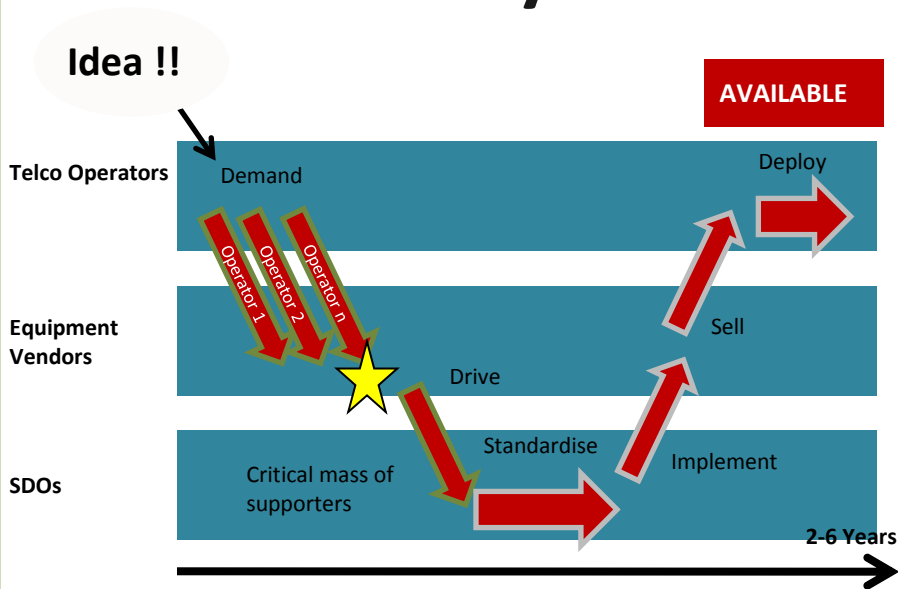 Idea !!
AVAILABLE
Telco Operators
Demand
Deploy
Operator 1
Operator 2
Operator n
Equipment
Vendors
Sell
Drive
Standardise
Implement
Critical mass of
supporters
SDOs
2-6 Years